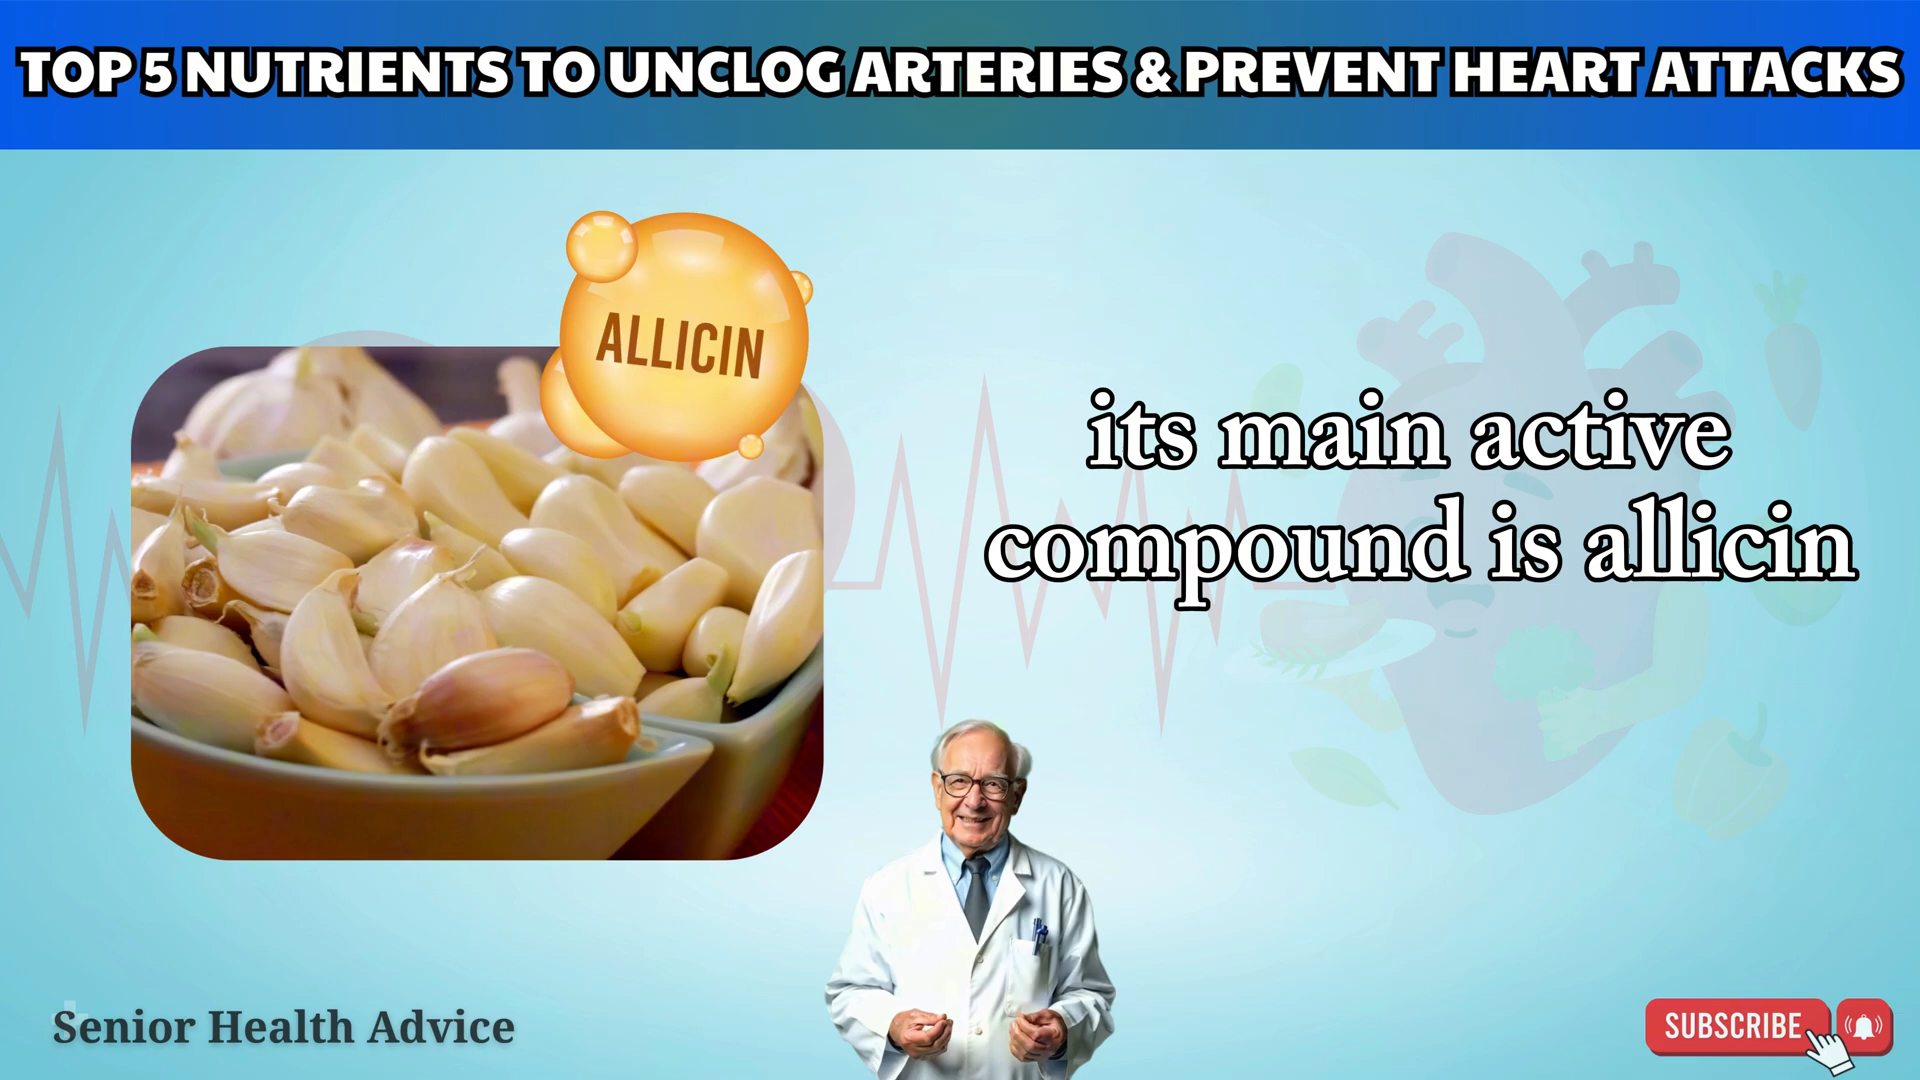 TOP 5 NUTRIENTS TO UNCLOG ARTERIES & PREVENT HEART ATTACKS
ALLICIN
its main active
compound is allicin
Senior Health Advice
SUBSCRIBE